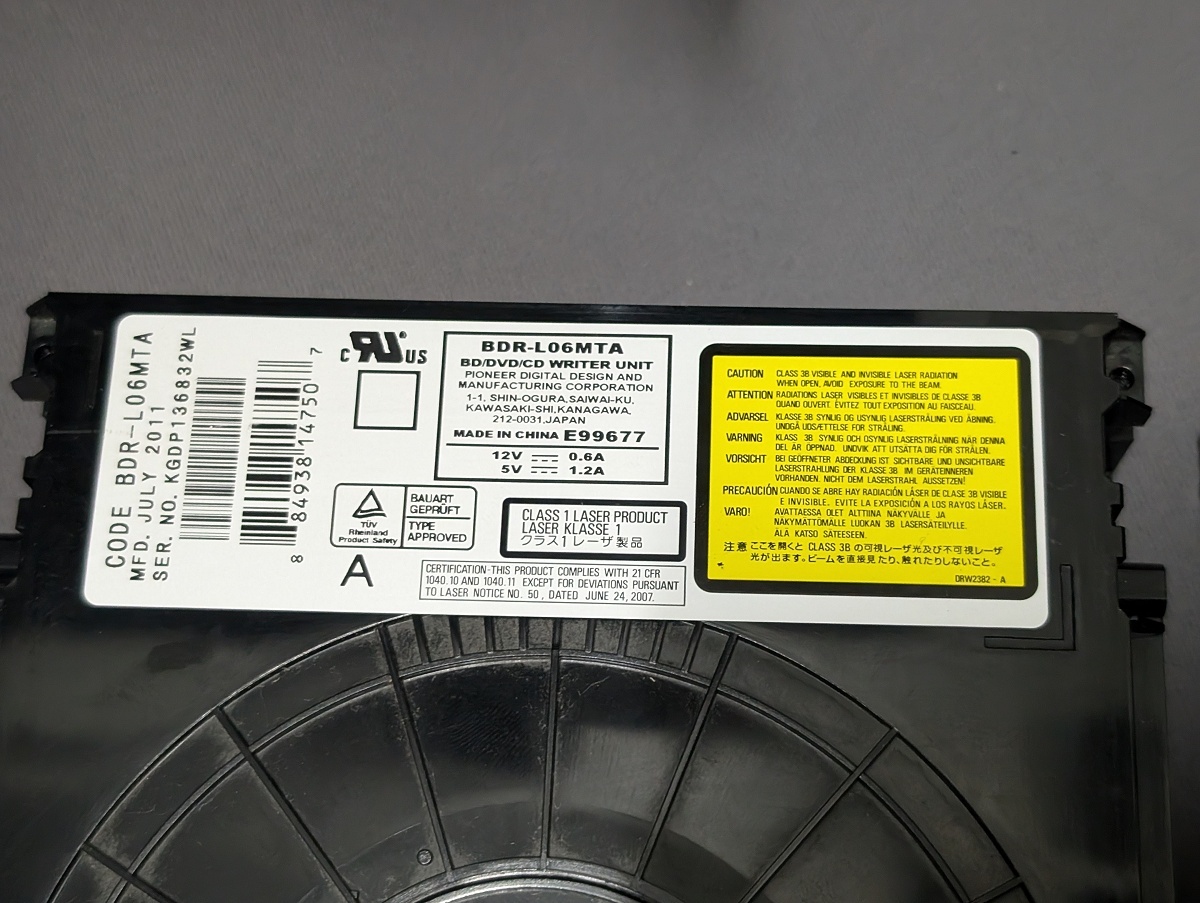 CODE BDR-L06MTA
MFD. JULY 2011
SER. NO. KGDP136832WL
8 84938 14750 7
c RU ® US
BDR-L06MTA
BD/DVD/CD WRITER UNIT
PIONEER DIGITAL DESIGN AND
MANUFACTURING CORPORATION
1-1, SHIN-OGURA,SAIWAI-KU,
KAWASAKI-SHI,KANAGAWA,
212-0031,JAPAN
MADE IN CHINA E99677
12V 0.6A
5V 1.2A
TÜV
Rheinland
Product Safety
BAUART
GEPRÜFT
TYPE
APPROVED
A
CLASS 1 LASER PRODUCT
LASER KLASSE 1
クラス1レーザ製品
CERTIFICATION-THIS PRODUCT COMPLIES WITH 21 CFR
1040.10 AND 1040.11 EXCEPT FOR DEVIATIONS PURSUANT
TO LASER NOTICE NO. 50, DATED JUNE 24, 2007.
CAUTION CLASS 3B VISIBLE AND INVISIBLE LASER RADIATION
WHEN OPEN, AVOID EXPOSURE TO THE BEAM.
ATTENTION RADIATIONS LASER VISIBLES ET INVISIBLES DE CLASSE 3B
QUAND OUVERT. ÉVITEZ TOUT EXPOSITION AU FAISCEAU.
ADVARSEL KLASSE 3B SYNLIG OG USYNLIG LASERSTRÅLING VED ÅBNING.
UNDGÅ UDSÆTTELSE FOR STRÅLING.
VARNING KLASS 3B SYNLIG OCH OSYNLIG LASERSTRÅLNING NÄR DENNA
DEL ÄR ÖPPNAD. UNDVIK ATT UTSÄTTA DIG FÖR STRÅLEN.
VORSICHT BEI GEÖFFNETER ABDECKUNG IST SICHTBARE UND UNSICHTBARE
LASERSTRAHLUNG DER KLASSE 3B IM GERÄTEINNEREN
VORHANDEN. NICHT DEM LASERSTRAHL AUSSETZEN!
PRECAUCIÓN CUANDO SE ABRE HAY RADIACIÓN LÁSER DE CLASE 3B VISIBLE
E INVISIBLE. EVITE LA EXPOSICIÓN A LOS RAYOS LÁSER.
VARO! AVATTAESSA OLET ALTTIINA NÄKYVÄLLE JA
NÄKYMÄTTÖMÄLLE LUOKAN 3B LASERSÄTEILYLLE.
ÄLÄ KATSO SÄTEESEEN.
注意 ここを開くと CLASS 3B の可視レーザ光及び不可視レーザ
光が出ます。ビームを直接見たり、触れたりしないこと。
DRW2382 - A